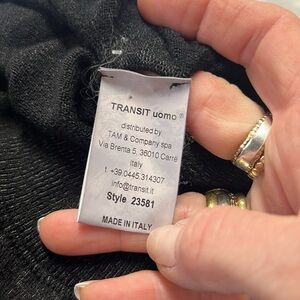 TRANSIT uomo ®
distributed by
TAM & Company spa
Via Brenta 5, 36010 Carrè
Italy
t. +39.0445.314307
info@transit.it
Style 23581
MADE IN ITALY